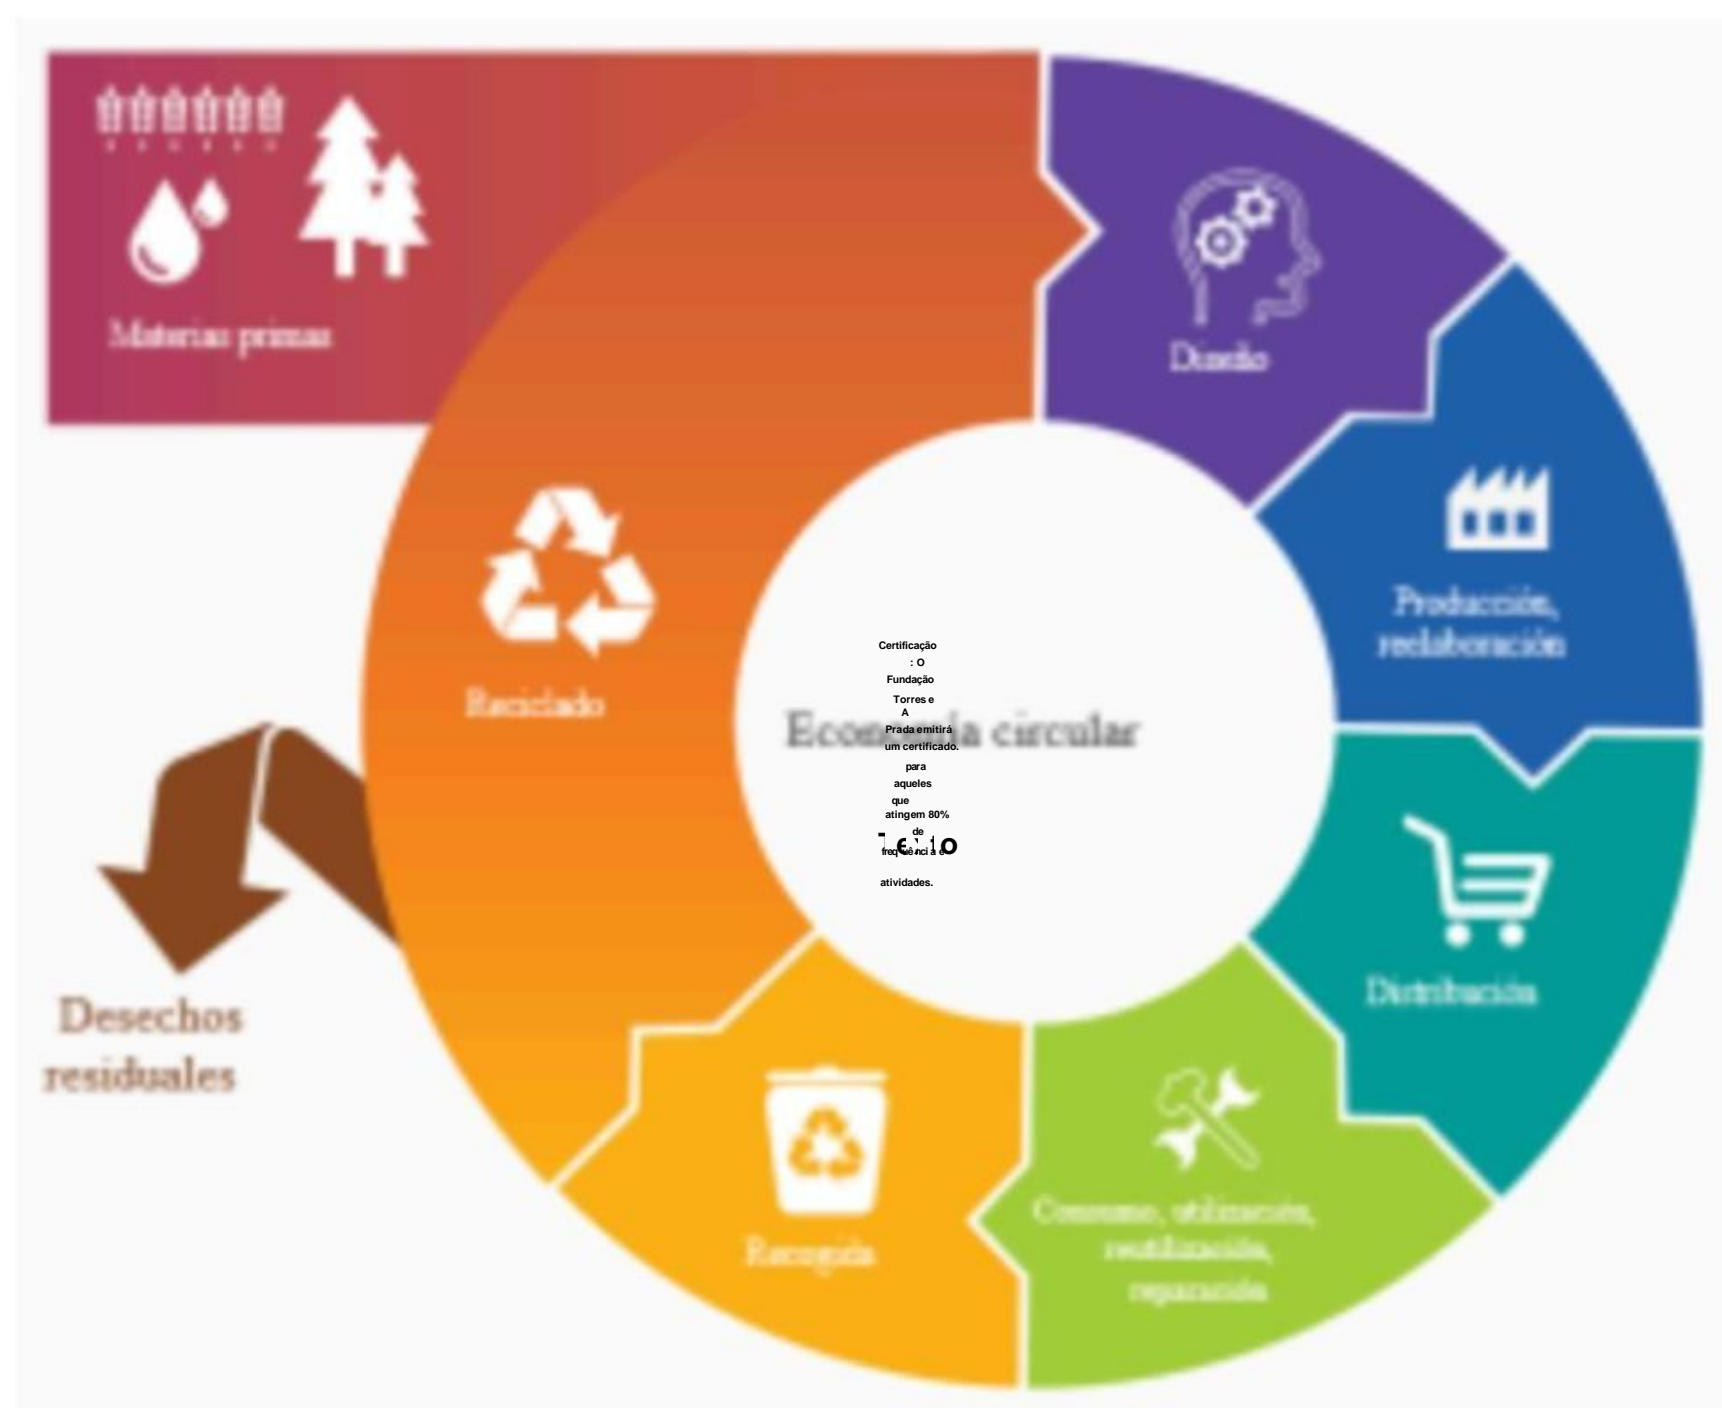 Materias primas
Diseño
Producción,
reelaboración
Reciclado
Certificação
: O
Fundação
Torres e
A
Economía circular
Prada emitirá
um certificado.
para
aqueles
que
atingem 80%
de
frequência e
atividades.
Distribución
Desechos
residuales
Consumo, utilización,
reutilización,
reparación
Recogida